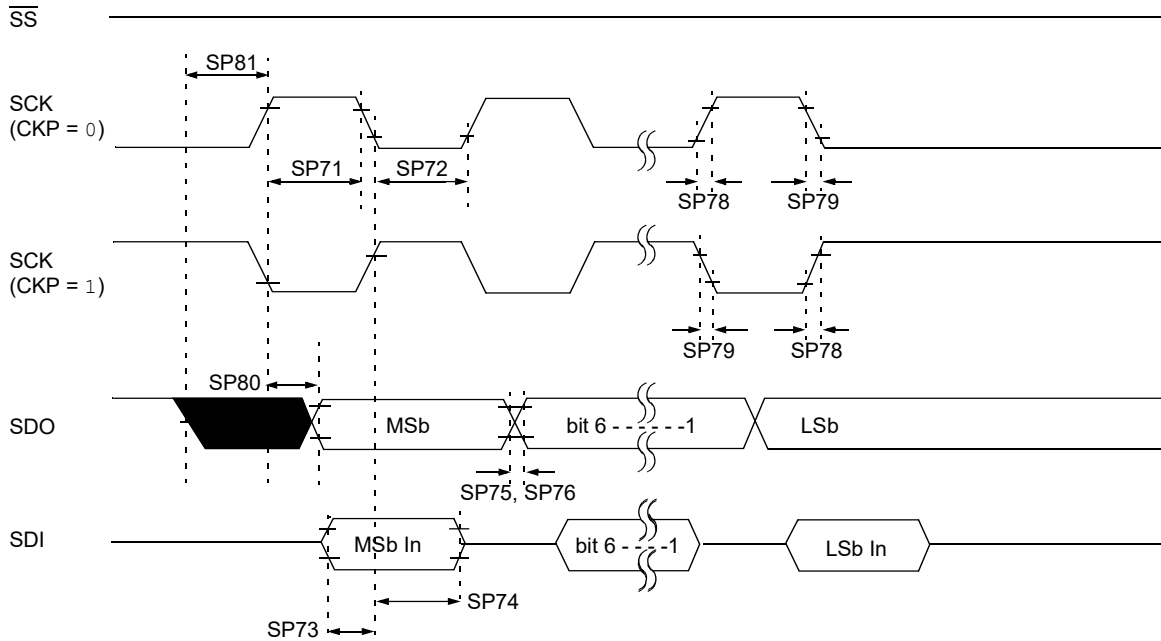 SS
SP81
SCK
(CKP = 0)
SP71
SP72
SP78
SP79
SCK
(CKP = 1)
SP79
SP78
SP80
SDO
MSb
bit 6 - - - - - -1
LSb
SP75, SP76
SDI
MSb In
bit 6 - - - - -1
LSb In
SP74
SP73